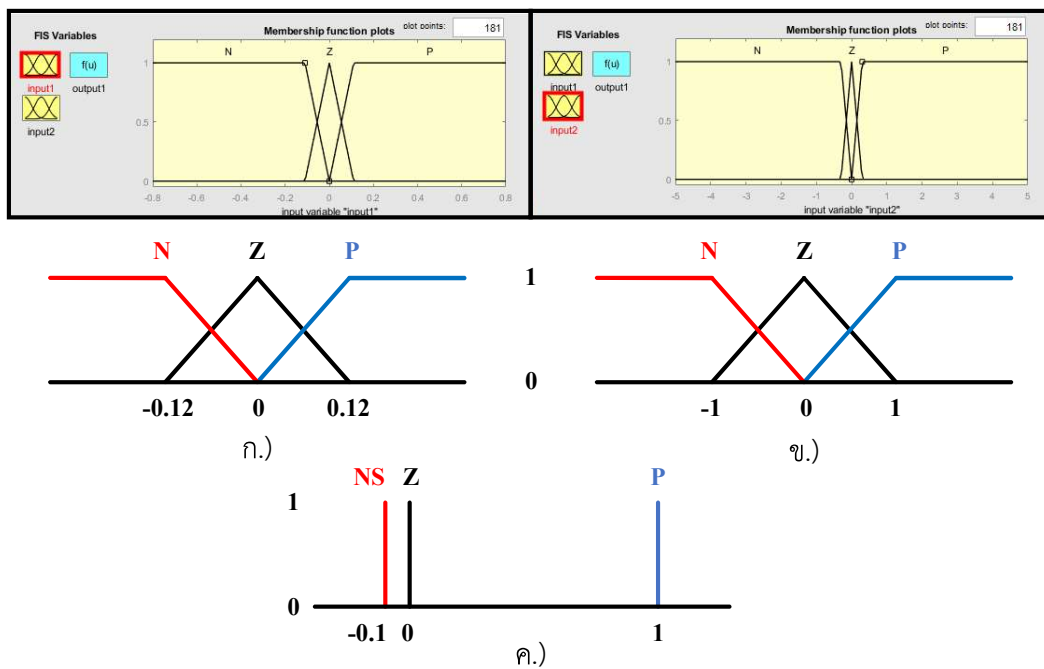 FIS Variables
Membership function plots
plot points:
181
f(u)
input1
output1
input2
N
Z
P
1
0.5
0
-0.8
-0.6
-0.4
-0.2
0
0.2
0.4
0.6
0.8
input variable "input1"
FIS Variables
Membership function plots
plot points:
181
f(u)
input1
output1
input2
N
Z
P
1
0.5
0
-5
-4
-3
-2
-1
0
1
2
3
4
5
input variable "input2"
N
Z
P
-0.12
0
0.12
ก.)
1
0
N
Z
P
-1
0
1
ข.)
NS
Z
P
1
0
-0.1
0
1
ค.)